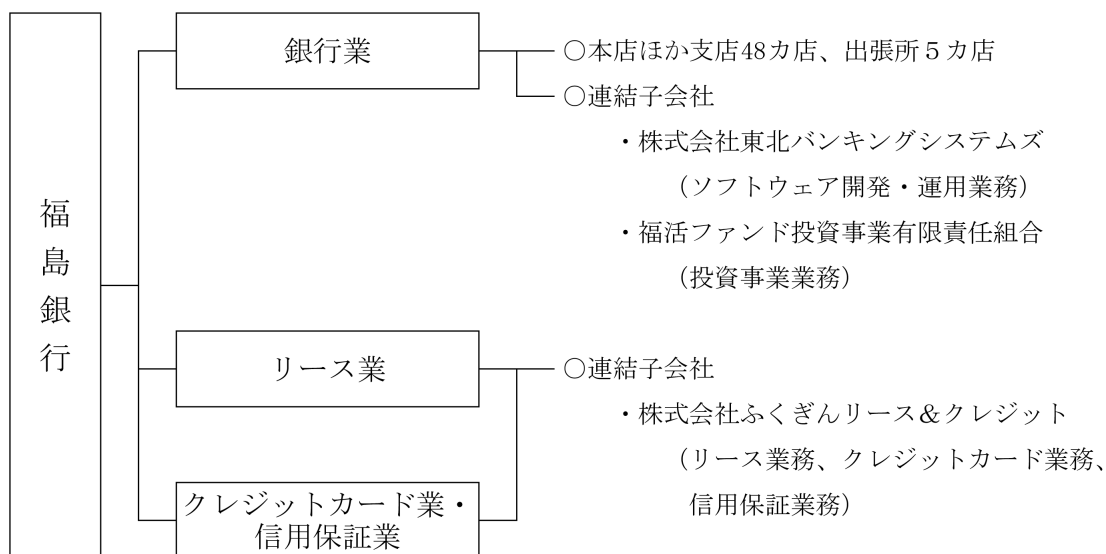 福島銀行
銀行業
○本店ほか支店48カ店、出張所5カ店
○連結子会社
・株式会社東北バンキングシステムズ
（ソフトウェア開発・運用業務）
・福活ファンド投資事業有限責任組合
（投資事業業務）
リース業
○連結子会社
・株式会社ふくぎんリース＆クレジット
（リース業務、クレジットカード業務、
信用保証業務）
クレジットカード業・
信用保証業